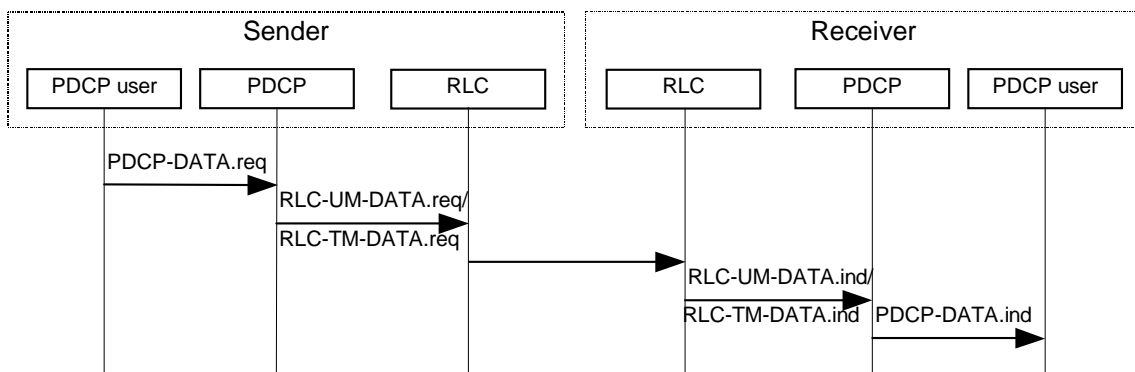 Sender
Receiver
PDCP user
PDCP
RLC
RLC
PDCP
PDCP user
PDCP-DATA.req
RLC-UM-DATA.req/
RLC-TM-DATA.req
RLC-UM-DATA.ind/
RLC-TM-DATA.ind
PDCP-DATA.ind